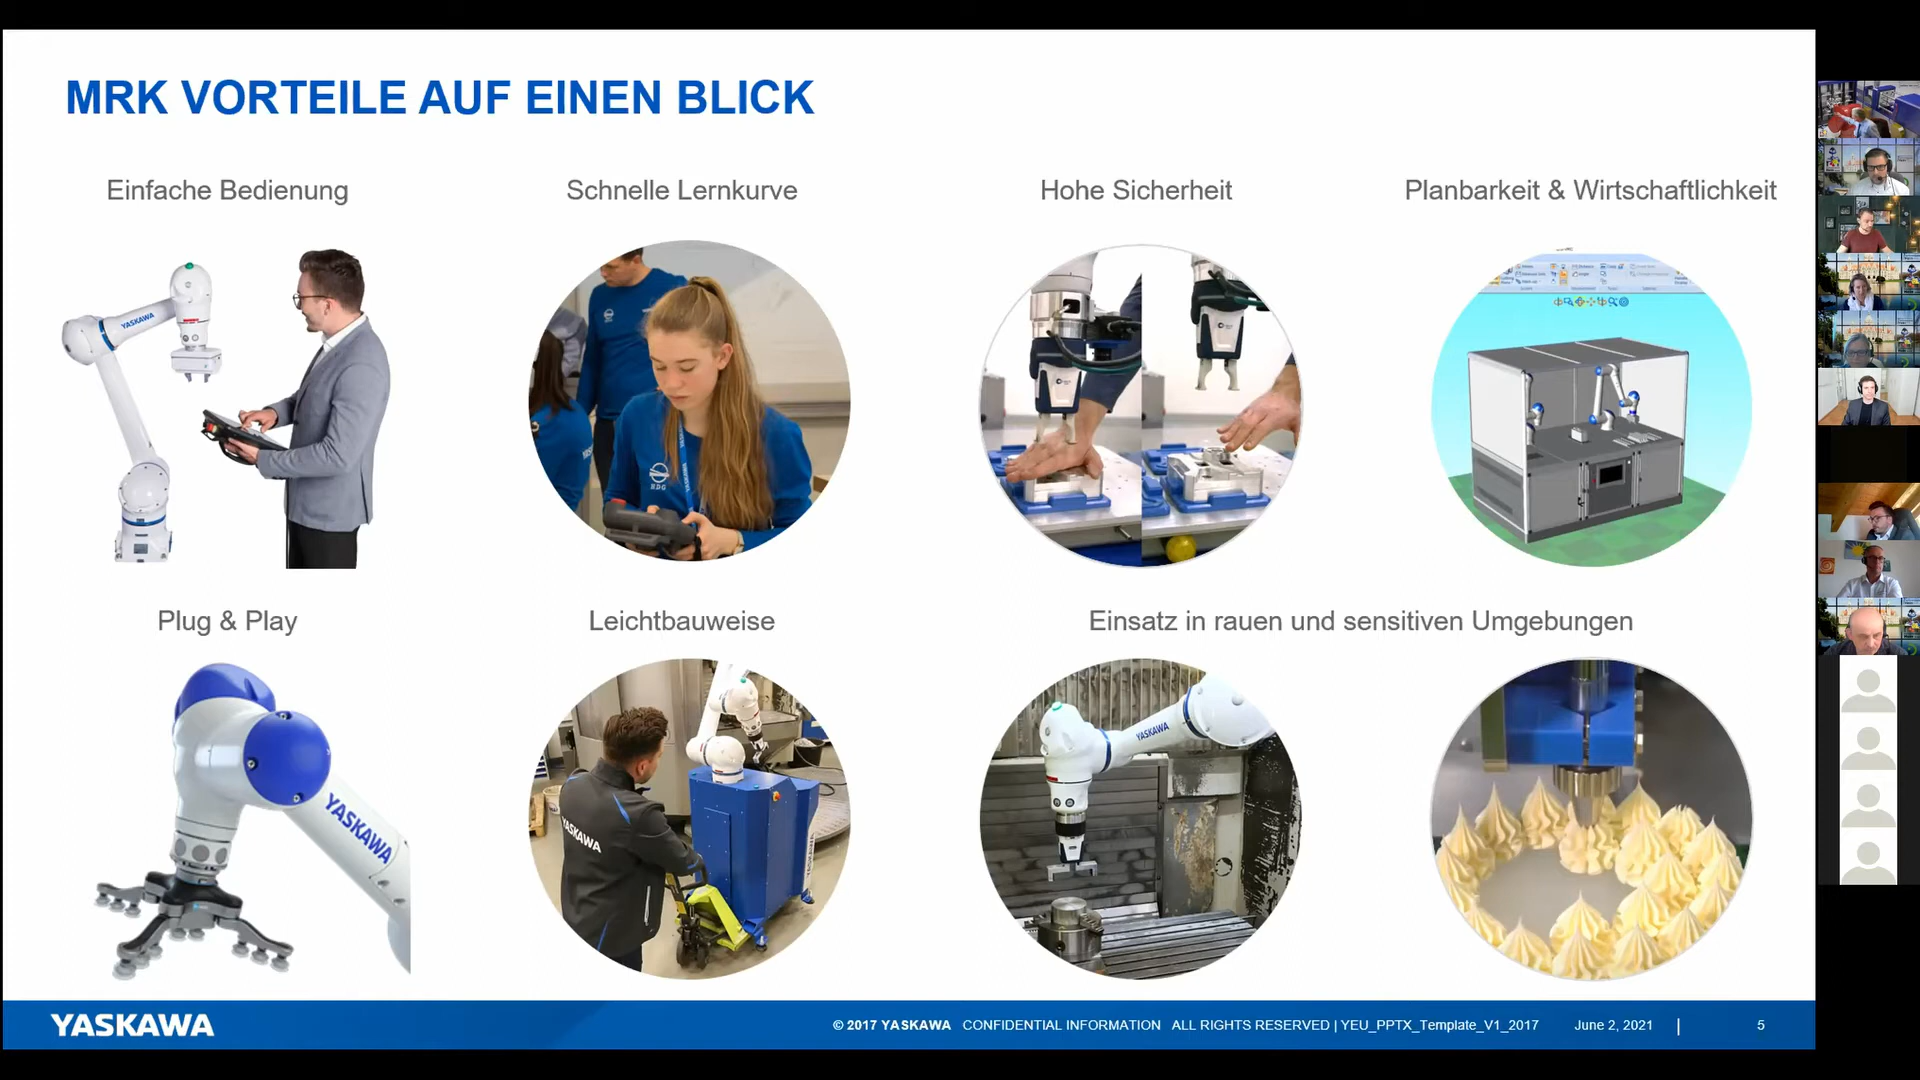 MRK VORTEILE AUF EINEN BLICK
Einfache Bedienung
Schnelle Lernkurve
Hohe Sicherheit
Planbarkeit & Wirtschaftlichkeit
YASKAWA
HDG
YASKAWA
Plug & Play
Leichtbauweise
Einsatz in rauen und sensitiven Umgebungen
YASKAWA
YASKAWA
YASKAWA
YASKAWA
© 2017 YASKAWA CONFIDENTIAL INFORMATION ALL RIGHTS RESERVED | YEU_PPTX_Template_V1_2017
June 2, 2021 |
5